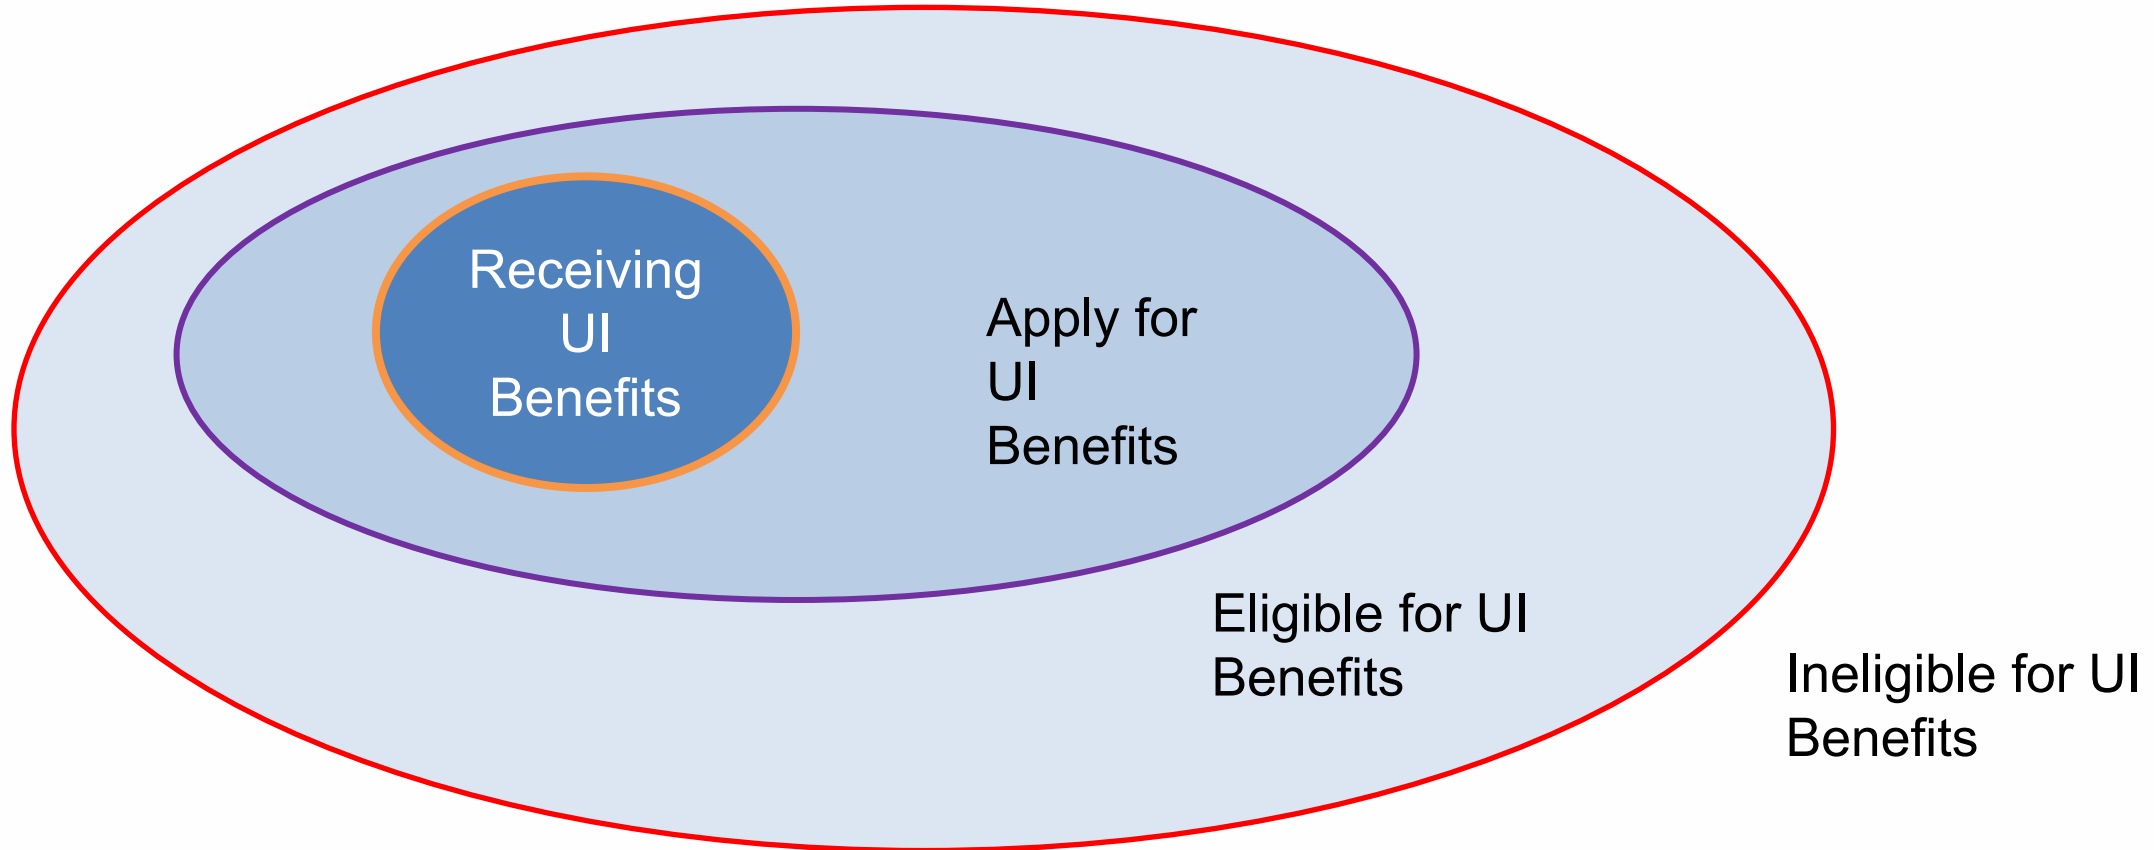 Receiving
UI
Benefits
Apply for
UI
Benefits
Eligible for UI
Benefits
Ineligible for UI
Benefits